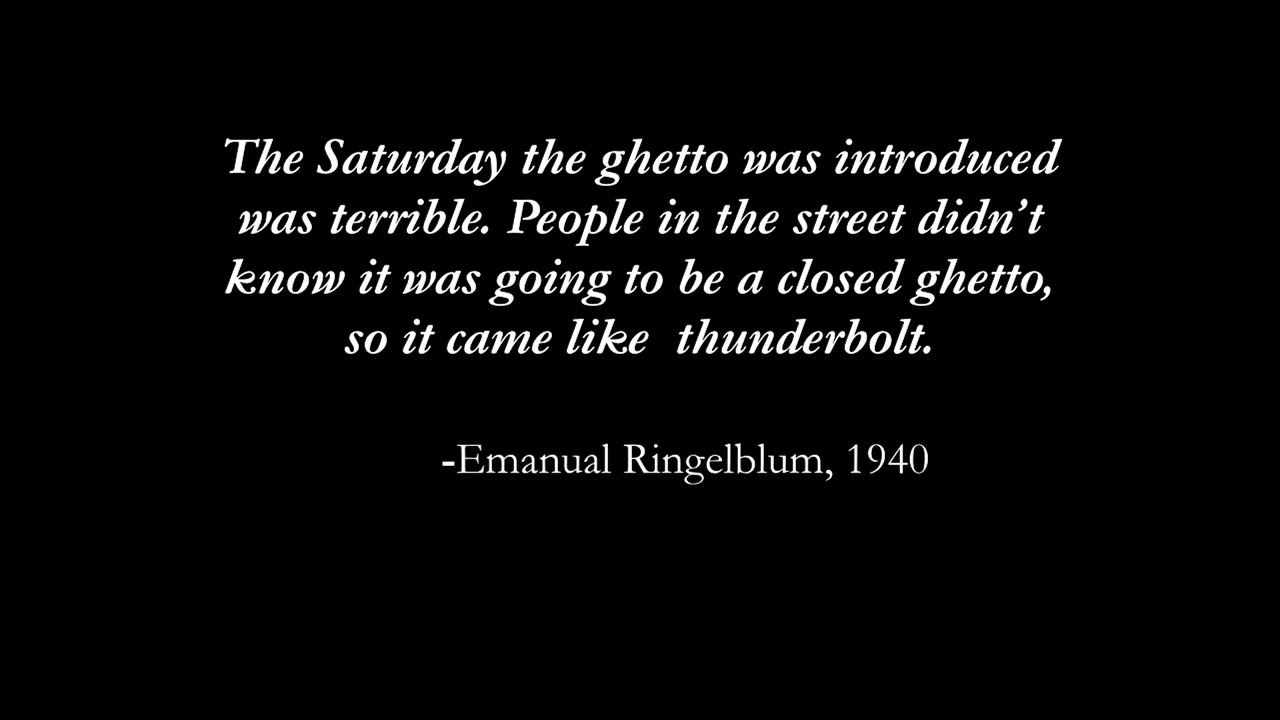 The Saturday the ghetto was introduced
was terrible. People in the street didn’t
know it was going to be a closed ghetto,
so it came like  thunderbolt.
-Emanual Ringelblum, 1940